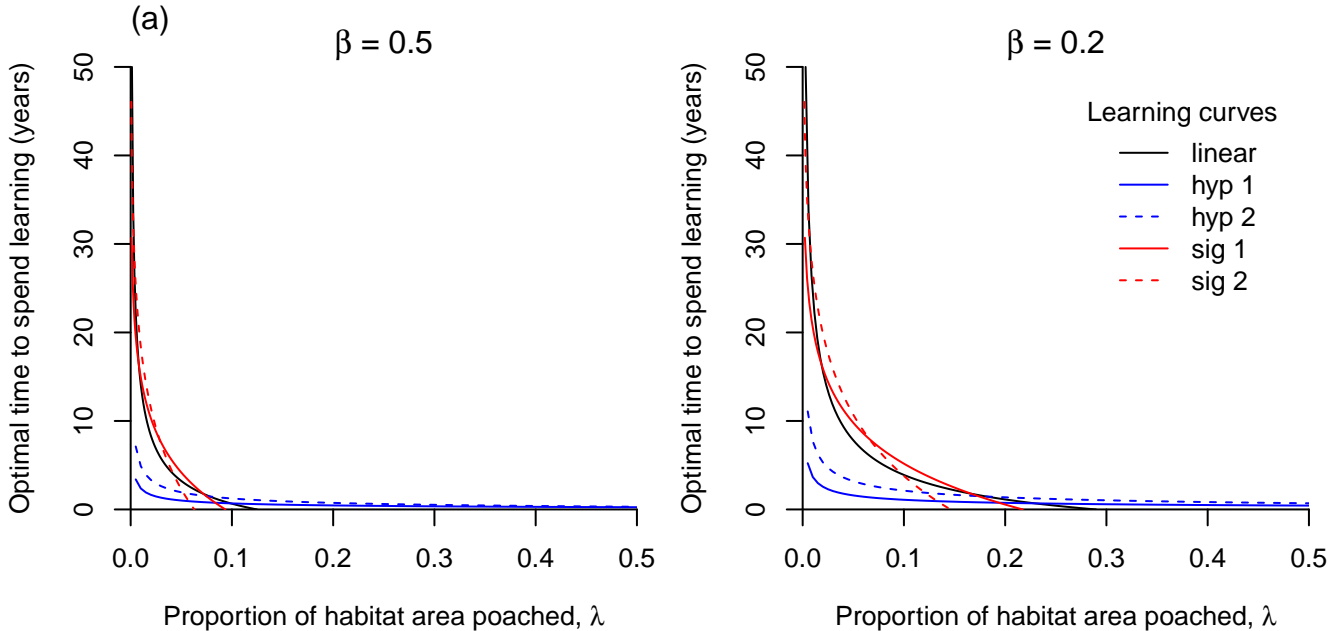 (a)
β = 0.5
Optimal time to spend learning (years)
0 10 20 30 40 50
0.0 0.1 0.2 0.3 0.4 0.5
Proportion of habitat area poached, λ
β = 0.2
Optimal time to spend learning (years)
0 10 20 30 40 50
Learning curves
linear
hyp 1
hyp 2
sig 1
sig 2
0.0 0.1 0.2 0.3 0.4 0.5
Proportion of habitat area poached, λ